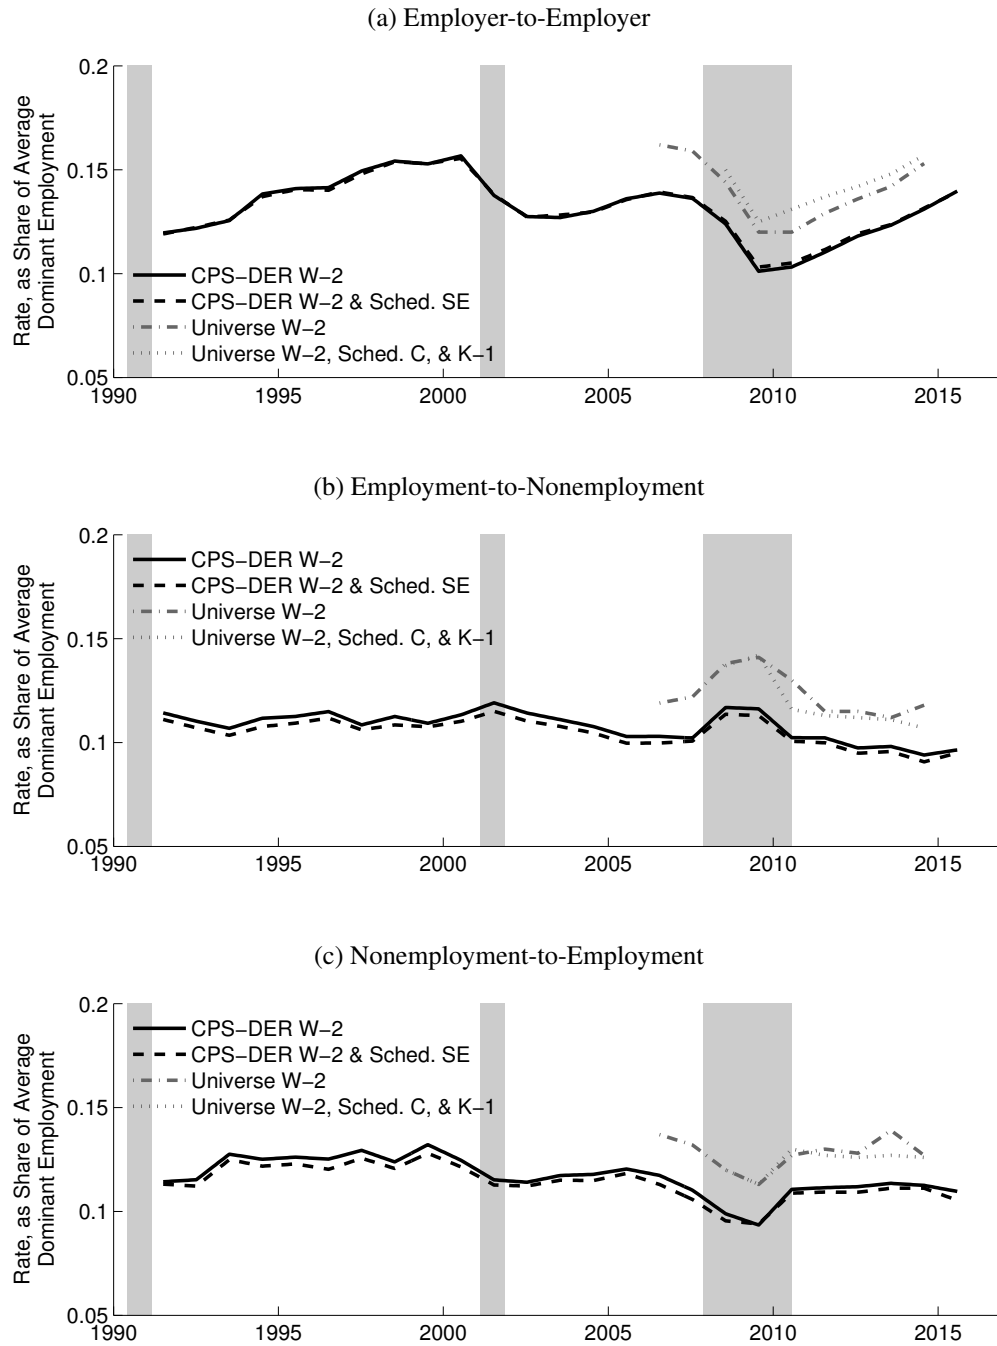 (a) Employer-to-Employer
0.2
0.15
0.1
0.05
Rate, as Share of Average
Dominant Employment
CPS−DER W−2
CPS−DER W−2 & Sched. SE
Universe W−2
Universe W−2, Sched. C, & K−1
1990 1995 2000 2005 2010 2015
(b) Employment-to-Nonemployment
0.2
0.15
0.1
0.05
Rate, as Share of Average
Dominant Employment
CPS−DER W−2
CPS−DER W−2 & Sched. SE
Universe W−2
Universe W−2, Sched. C, & K−1
1990 1995 2000 2005 2010 2015
(c) Nonemployment-to-Employment
0.2
0.15
0.1
0.05
Rate, as Share of Average
Dominant Employment
CPS−DER W−2
CPS−DER W−2 & Sched. SE
Universe W−2
Universe W−2, Sched. C, & K−1
1990 1995 2000 2005 2010 2015